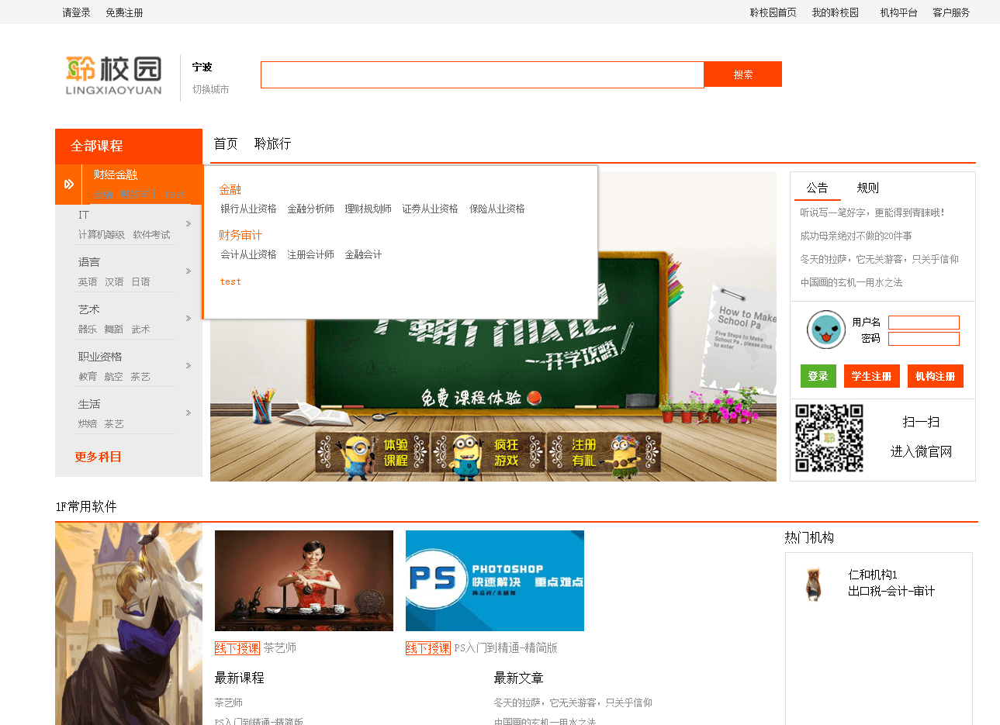 请登录 免费注册 聆校园首页 我的聆校园 机构平台 客户服务
聆校园
LINGXIAOYUAN
宁波
切换城市
搜索
全部课程
首页 聆旅行
财经金融
金融 财务审计 test
IT
计算机等级 软件考试
语言
英语 汉语 日语
艺术
器乐 舞蹈 武术
职业资格
教育 航空 茶艺
生活
烘焙 茶艺
更多科目
金融
银行从业资格 金融分析师 理财规划师 证券从业资格 保险从业资格
财务审计
会计从业资格 注册会计师 金融会计
test
一开学攻略
免费课程体验
How to Make
School Pa
Five Steps to Make
School Pa , please click
to enter
体验课程
疯狂游戏
注册有礼
公告 规则
听说写一笔好字，更能得到青睐哦！
成功母亲绝对不做的20件事
冬天的拉萨，它无关游客，只关乎信仰
中国画的玄机—用水之法
用户名
密码
登录 学生注册 机构注册
扫一扫
进入微官网
1F常用软件
PS
PHOTOSHOP
快速解决 重点难点
线下授课 茶艺师
线下授课 PS入门到精通-精简版
最新课程
茶艺师
PS入门到精通-精简版
最新文章
冬天的拉萨，它无关游客，只关乎信仰
中国画的玄机—用水之法
热门机构
仁和机构1
出口税-会计-审计